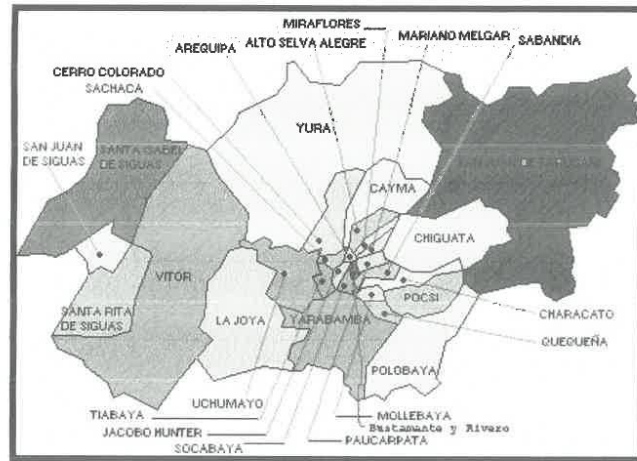 MIRAFLORES
ALTO SELVA ALEGRE
MARIANO MELGAR
AREQUIPA
SABANDIA
CERRO COLORADO
SACHACA
YURA
SAN JUAN
DE SIGUAS
SANTA ISABEL
DE SIGUAS
CAYMA
CHIGUATA
VITOR
SANTA RITA
DE SIGUAS
LA JOYA
YARABAMBA
POCSI
CHARACATO
QUEQUEÑA
POLOBAYA
UCHUMAYO
TIABAYA
MOLLEBAYA
Bustamante y Rivero
JACOBO HUNTER
PAUCARPATA
SOCABAYA